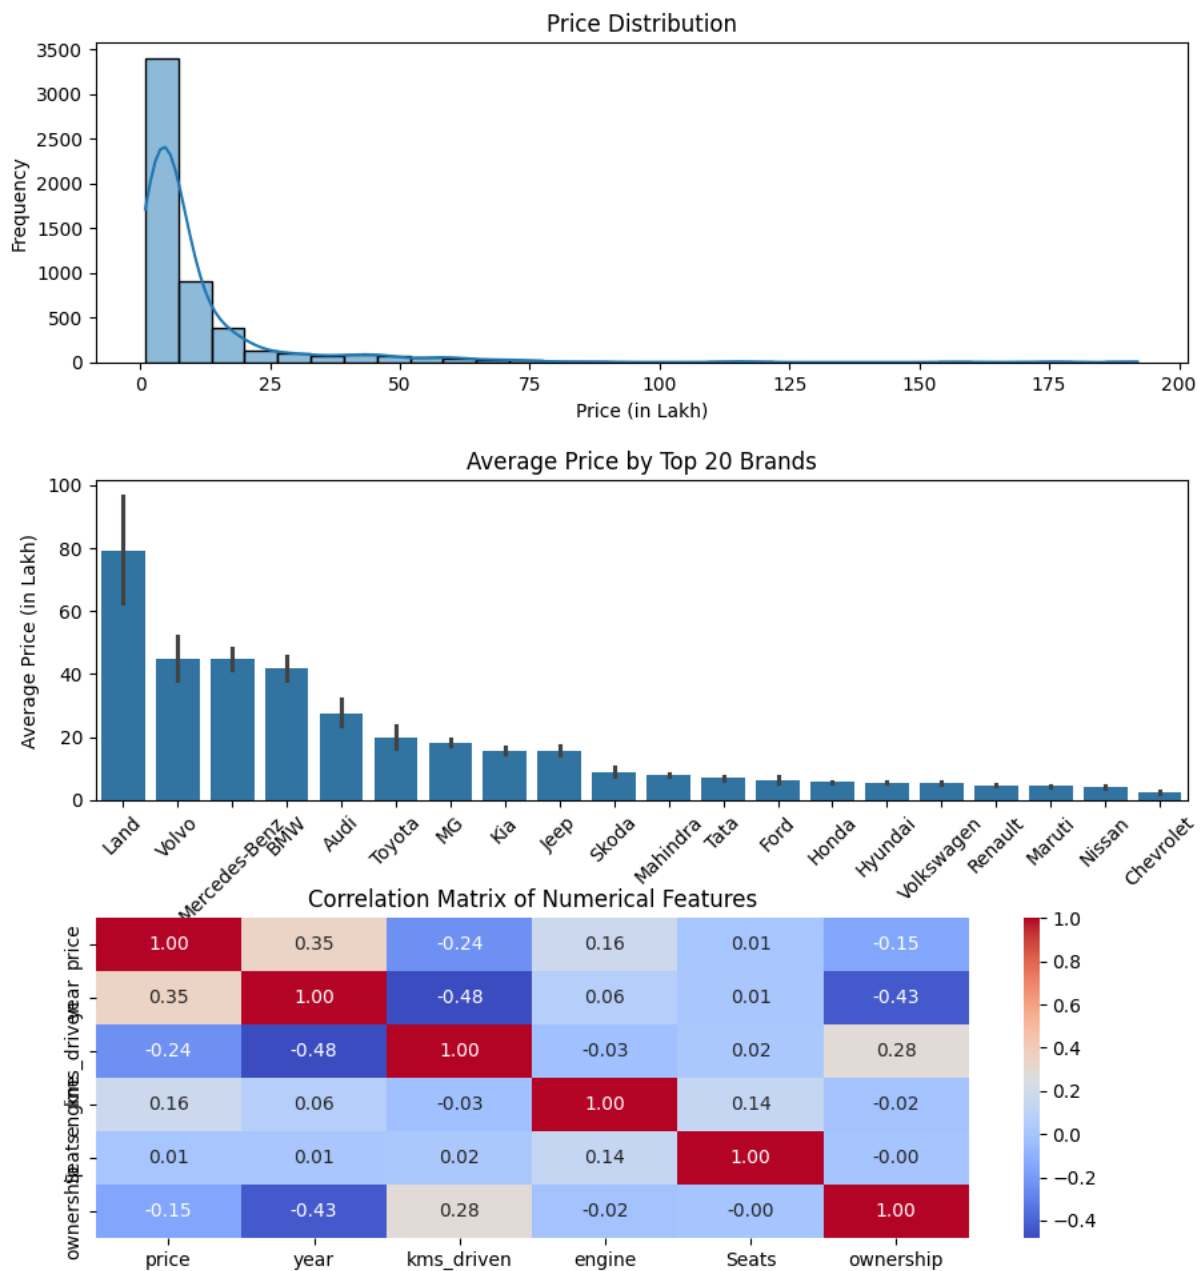 Price Distribution
3500
3000
2500
2000
1500
1000
500
0
Frequency
0 25 50 75 100 125 150 175 200
Price (in Lakh)
Average Price by Top 20 Brands
100
80
60
40
20
0
Average Price (in Lakh)
Land Volvo Mercedes-Benz BMW Audi Toyota MG Kia Jeep Skoda Mahindra Tata Ford Honda Hyundai Volkswagen Renault Maruti Nissan Chevrolet
Correlation Matrix of Numerical Features
price 1.00 0.35 -0.24 0.16 0.01 -0.15
year 0.35 1.00 -0.48 0.06 0.01 -0.43
kms_driven -0.24 -0.48 1.00 -0.03 0.02 0.28
engine 0.16 0.06 -0.03 1.00 0.14 -0.02
Seats 0.01 0.01 0.02 0.14 1.00 -0.00
ownership -0.15 -0.43 0.28 -0.02 -0.00 1.00
price year kms_driven engine Seats ownership
1.0
0.8
0.6
0.4
0.2
0.0
−0.2
−0.4